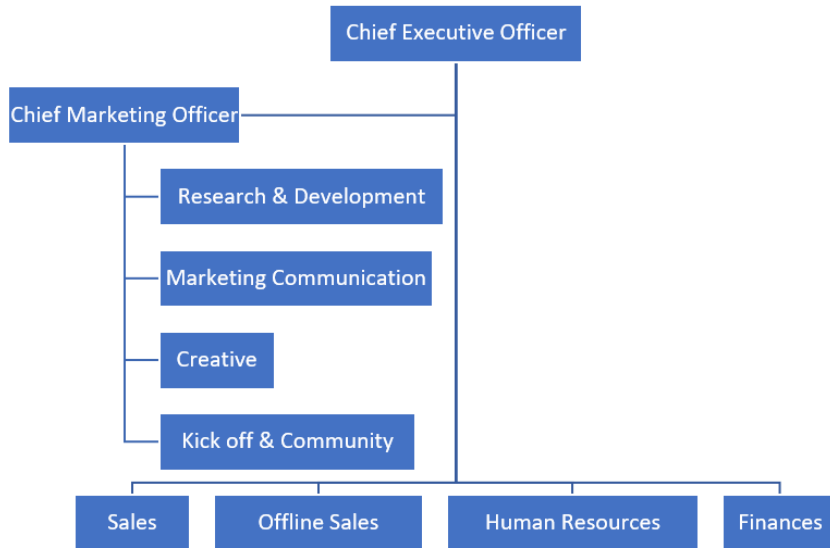 Chief Executive Officer
Chief Marketing Officer
Research & Development
Marketing Communication
Creative
Kick off & Community
Sales
Offline Sales
Human Resources
Finances